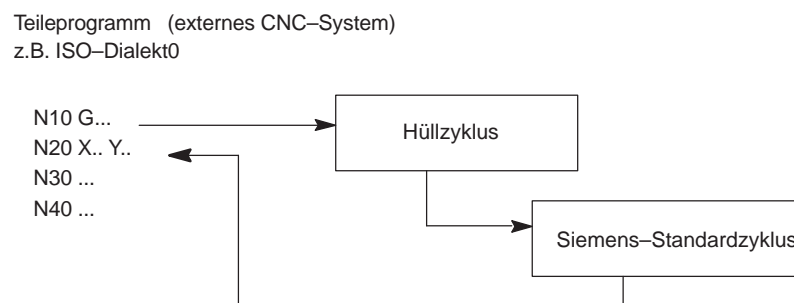 Teileprogramm (externes CNC–System)
z.B. ISO–Dialekt0
N10 G...
N20 X.. Y..
N30 ...
N40 ...
Hüllzyklus
Siemens–Standardzyklus